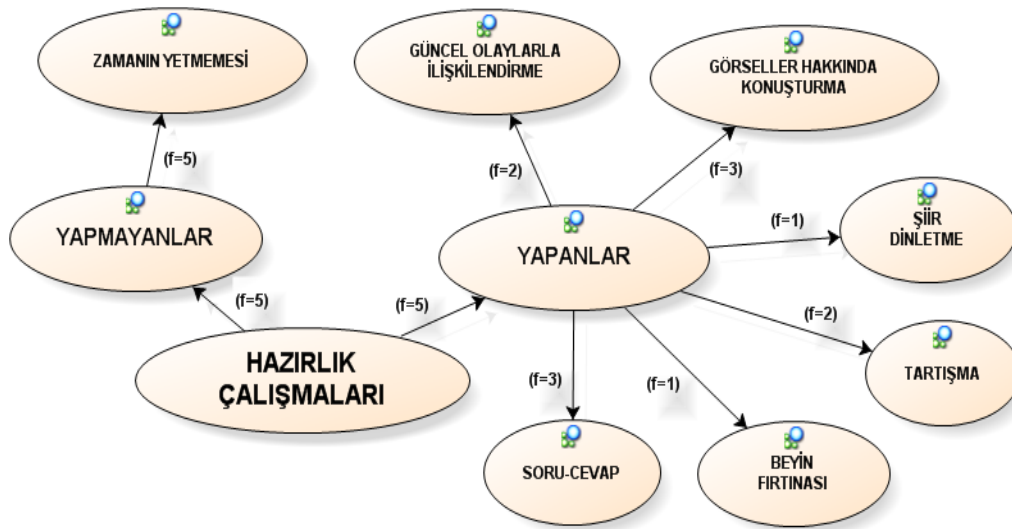 ZAMANIN YETMEMESİ
GÜNCEL OLAYLARLA
İLİŞKİLENDİRME
GÖRSELLER HAKKINDA
KONUŞTURMA
(f=5)
(f=2)
(f=3)
YAPMAYANLAR
YAPANLAR
(f=1)
ŞİİR
DİNLETME
(f=5)
(f=5)
(f=2)
HAZIRLIK
ÇALIŞMALARI
TARTIŞMA
(f=3)
(f=1)
SORU-CEVAP
BEYİN
FIRTINASI